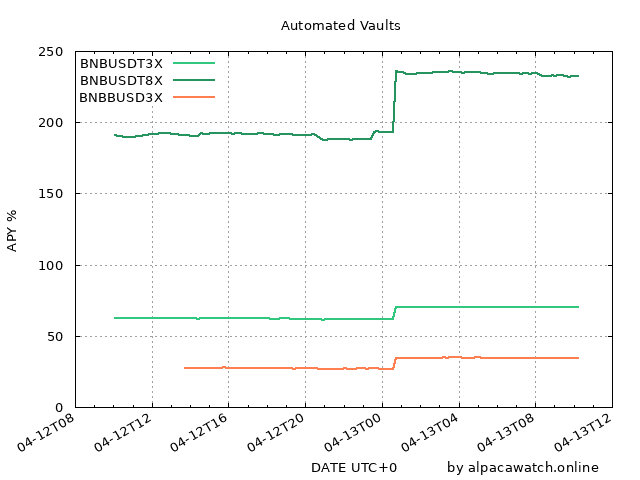 Automated Vaults
BNBUSDT3X
BNBUSDT8X
BNBBUSD3X
250
200
150
100
50
0
APY %
04-12T08
04-12T12
04-12T16
04-12T20
04-13T00
04-13T04
04-13T08
04-13T12
DATE UTC+0
by alpacawatch.online